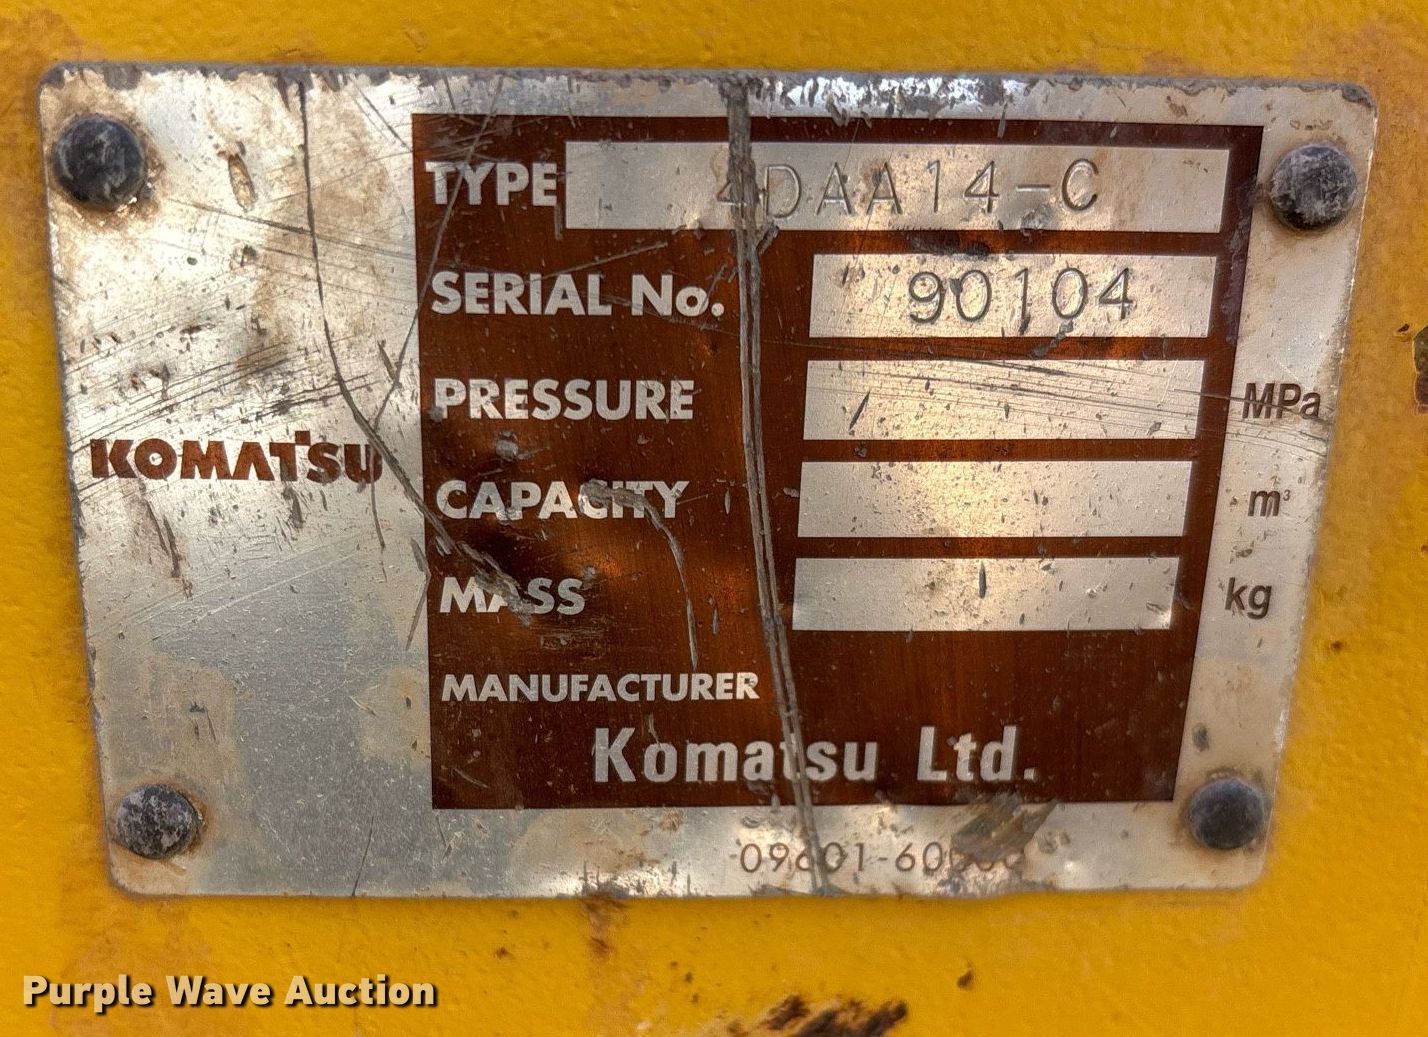 TYPE 4DAA14-C
SERIAL No. 90104
PRESSURE MPa
KOMATSU
CAPACITY m³
MASS kg
MANUFACTURER
Komatsu Ltd.
Purple Wave Auction